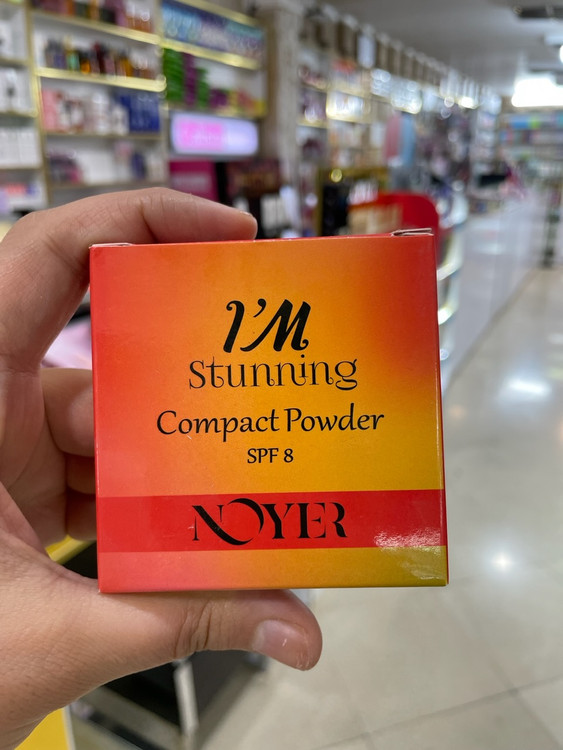 I'M
Stunning
Compact Powder
SPF 8
NOYER